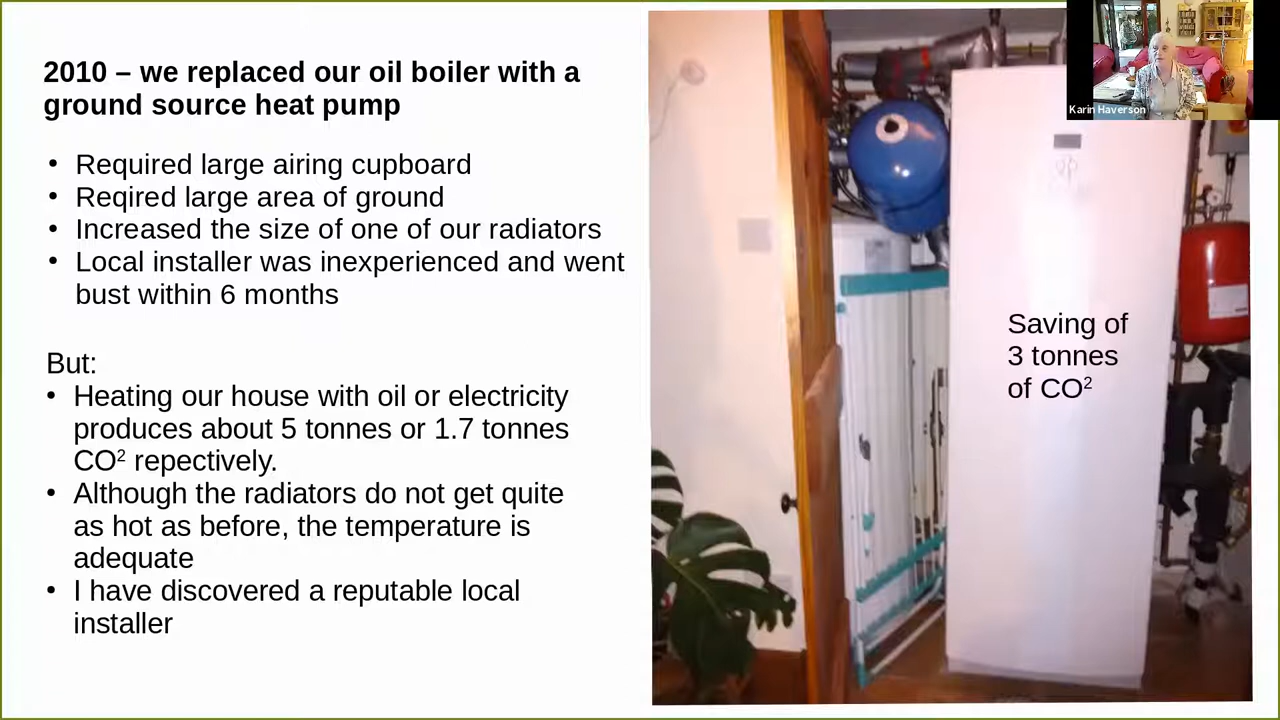 2010 – we replaced our oil boiler with a
ground source heat pump
• Required large airing cupboard
• Reqired large area of ground
• Increased the size of one of our radiators
• Local installer was inexperienced and went
bust within 6 months
But:
• Heating our house with oil or electricity
produces about 5 tonnes or 1.7 tonnes
CO² repectively.
• Although the radiators do not get quite
as hot as before, the temperature is
adequate
• I have discovered a reputable local
installer
Saving of
3 tonnes
of CO²
Karin Haverson